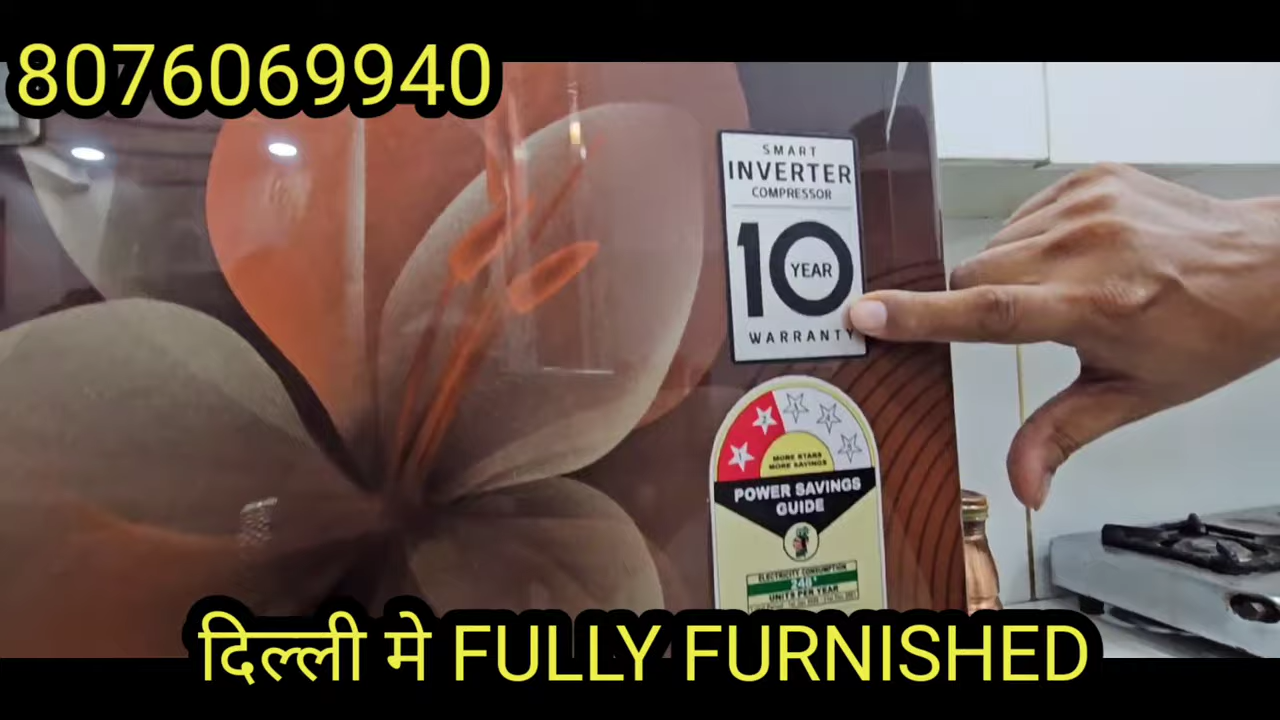 8076069940
SMART
INVERTER
COMPRESSOR
10
YEAR
WARRANTY
MORE STARS
MORE SAVINGS
POWER SAVINGS
GUIDE
ELECTRICITY CONSUMPTION
UNITS PER YEAR
दिल्ली मे FULLY FURNISHED